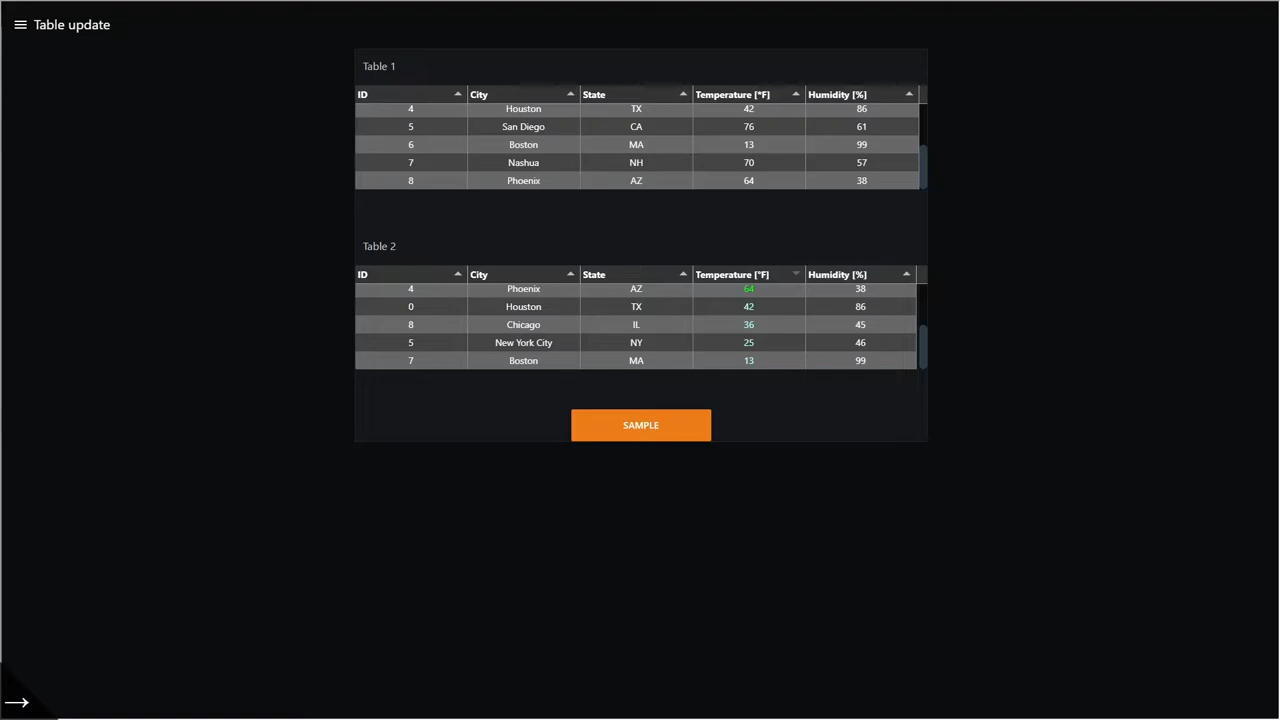 Table update
Table 1
ID City State Temperature [°F] Humidity [%]
4 Houston TX 42 86
5 San Diego CA 76 61
6 Boston MA 13 99
7 Nashua NH 70 57
8 Phoenix AZ 64 38
Table 2
ID City State Temperature [°F] Humidity [%]
4 Phoenix AZ 64 38
0 Houston TX 42 86
8 Chicago IL 36 45
5 New York City NY 25 46
7 Boston MA 13 99
SAMPLE